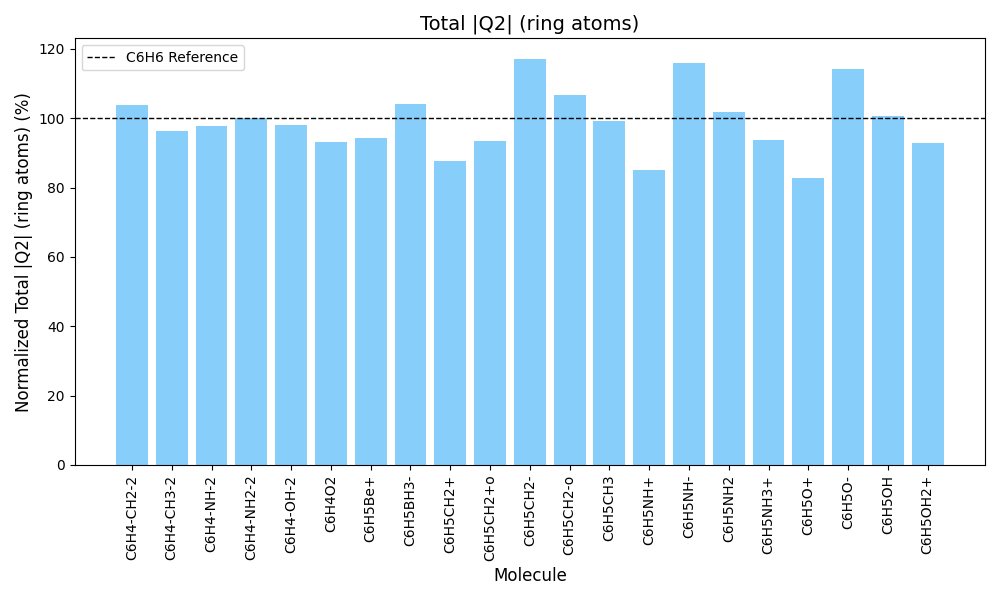 Total |Q2| (ring atoms)
C6H6 Reference
Normalized Total |Q2| (ring atoms) (%)
120
100
80
60
40
20
0
C6H4-CH2-2
C6H4-CH3-2
C6H4-NH-2
C6H4-NH2-2
C6H4-OH-2
C6H4O2
C6H5Be+
C6H5BH3-
C6H5CH2+
C6H5CH2+o
C6H5CH2-
C6H5CH2-o
C6H5CH3
C6H5NH+
C6H5NH-
C6H5NH2
C6H5NH3+
C6H5O+
C6H5O-
C6H5OH
C6H5OH2+
Molecule